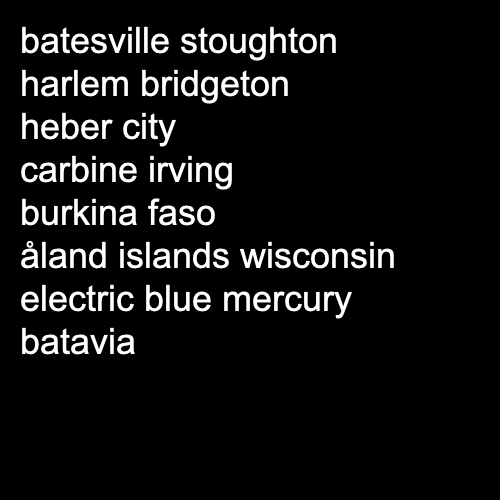 batesville stoughton
harlem bridgeton
heber city
carbine irving
burkina faso
åland islands wisconsin
electric blue mercury
batavia